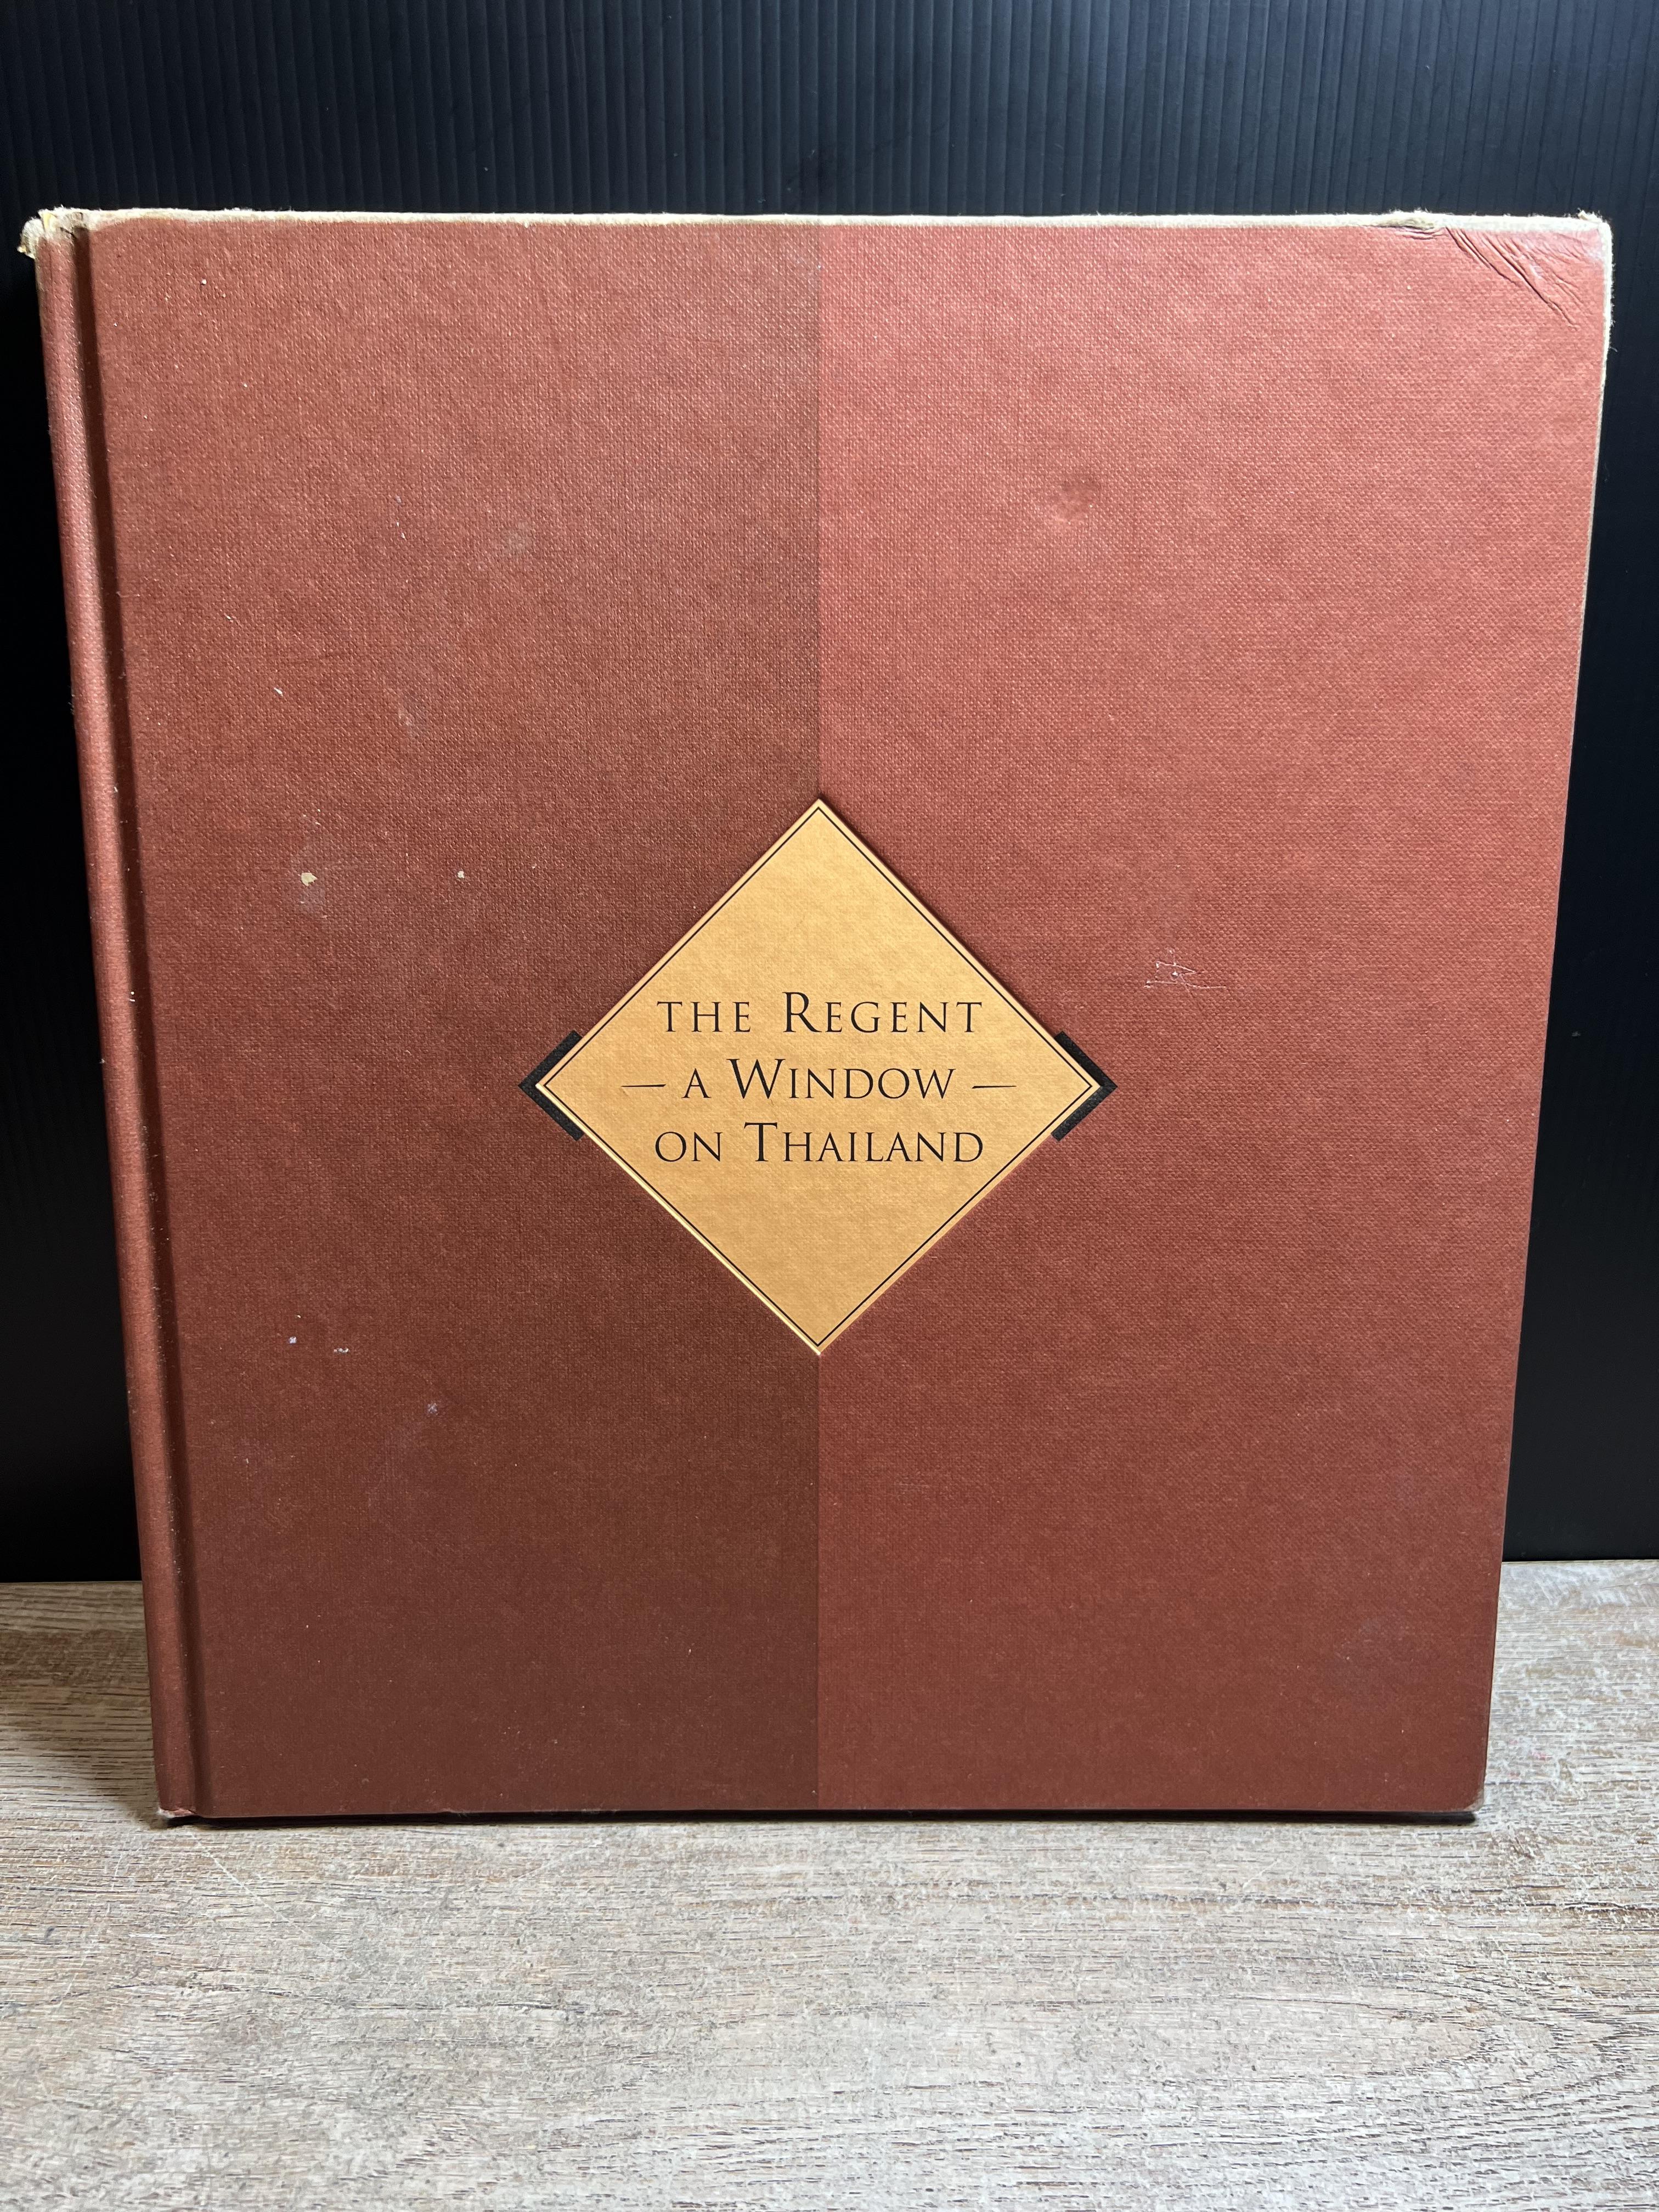 THE REGENT
— A WINDOW —
ON THAILAND